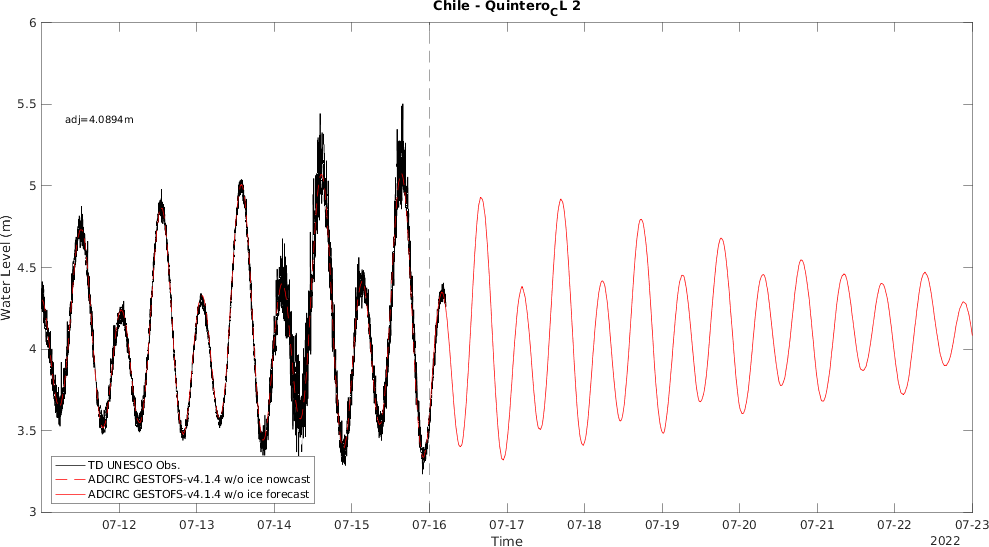 Chile - QuinteroCL 2
6
5.5
5
4.5
4
3.5
3
Water Level (m)
adj=4.0894m
TD UNESCO Obs.
ADCIRC GESTOFS-v4.1.4 w/o ice nowcast
ADCIRC GESTOFS-v4.1.4 w/o ice forecast
07-12 07-13 07-14 07-15 07-16 07-17 07-18 07-19 07-20 07-21 07-22 07-23
Time
2022